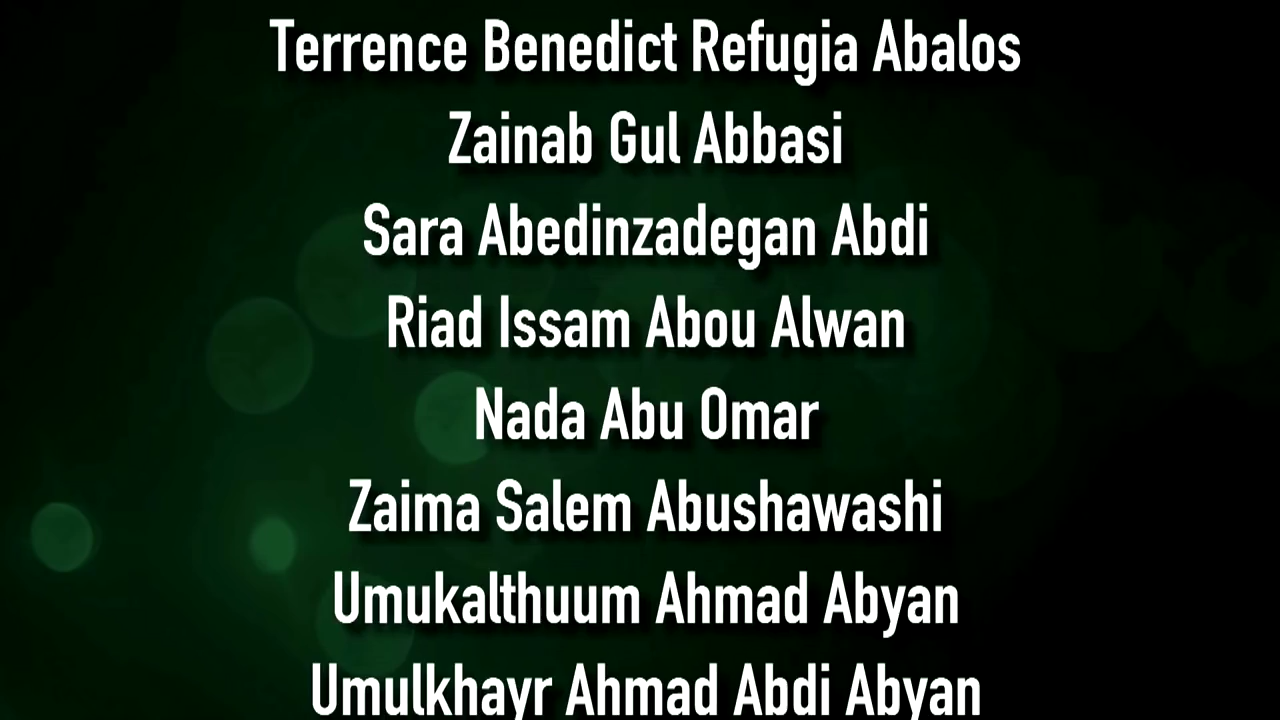 Terrence Benedict Refugia Abalos
Zainab Gul Abbasi
Sara Abedinzadegan Abdi
Riad Issam Abou Alwan
Nada Abu Omar
Zaima Salem Abushawashi
Umukalthuum Ahmad Abyan
Umulkhayr Ahmad Abdi Abyan